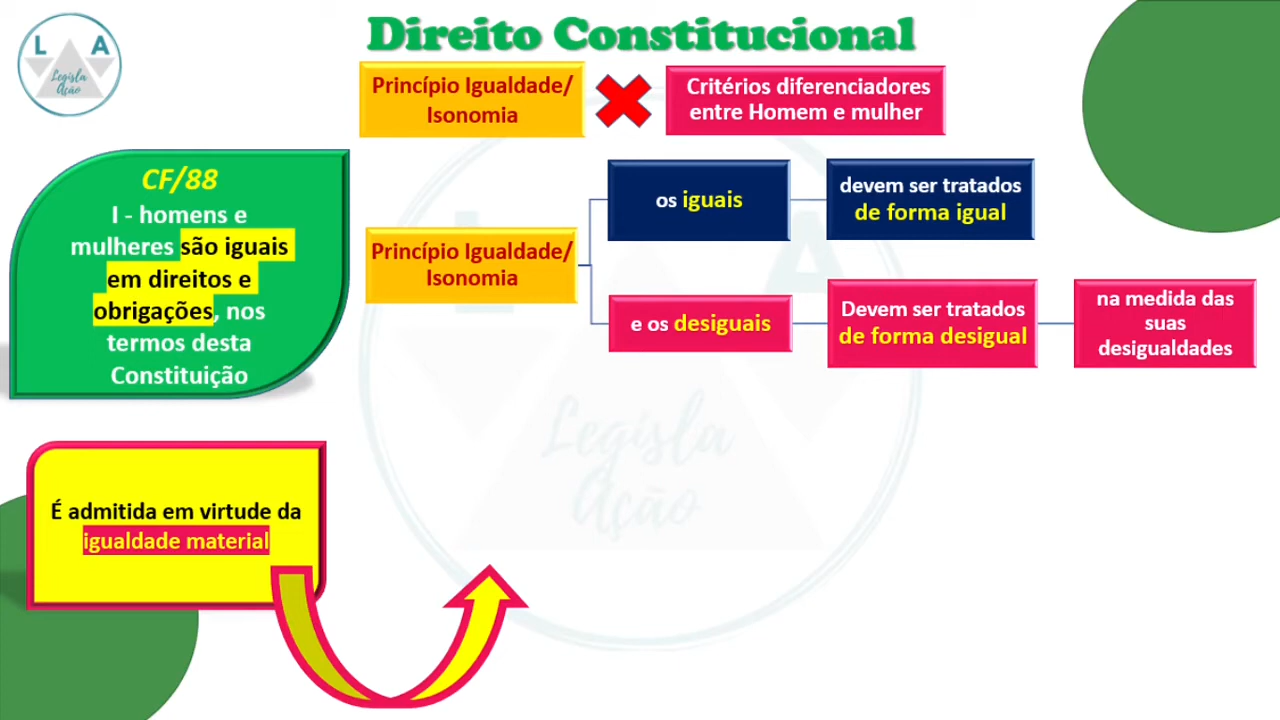 L A
Legisla
Ação
Direito Constitucional
Princípio Igualdade/
Isonomia
Critérios diferenciadores
entre Homem e mulher
CF/88
I - homens e
mulheres são iguais
em direitos e
obrigações, nos
termos desta
Constituição
Princípio Igualdade/
Isonomia
os iguais
devem ser tratados
de forma igual
e os desiguais
Devem ser tratados
de forma desigual
na medida das
suas
desigualdades
L A
Legisla
Ação
É admitida em virtude da
igualdade material